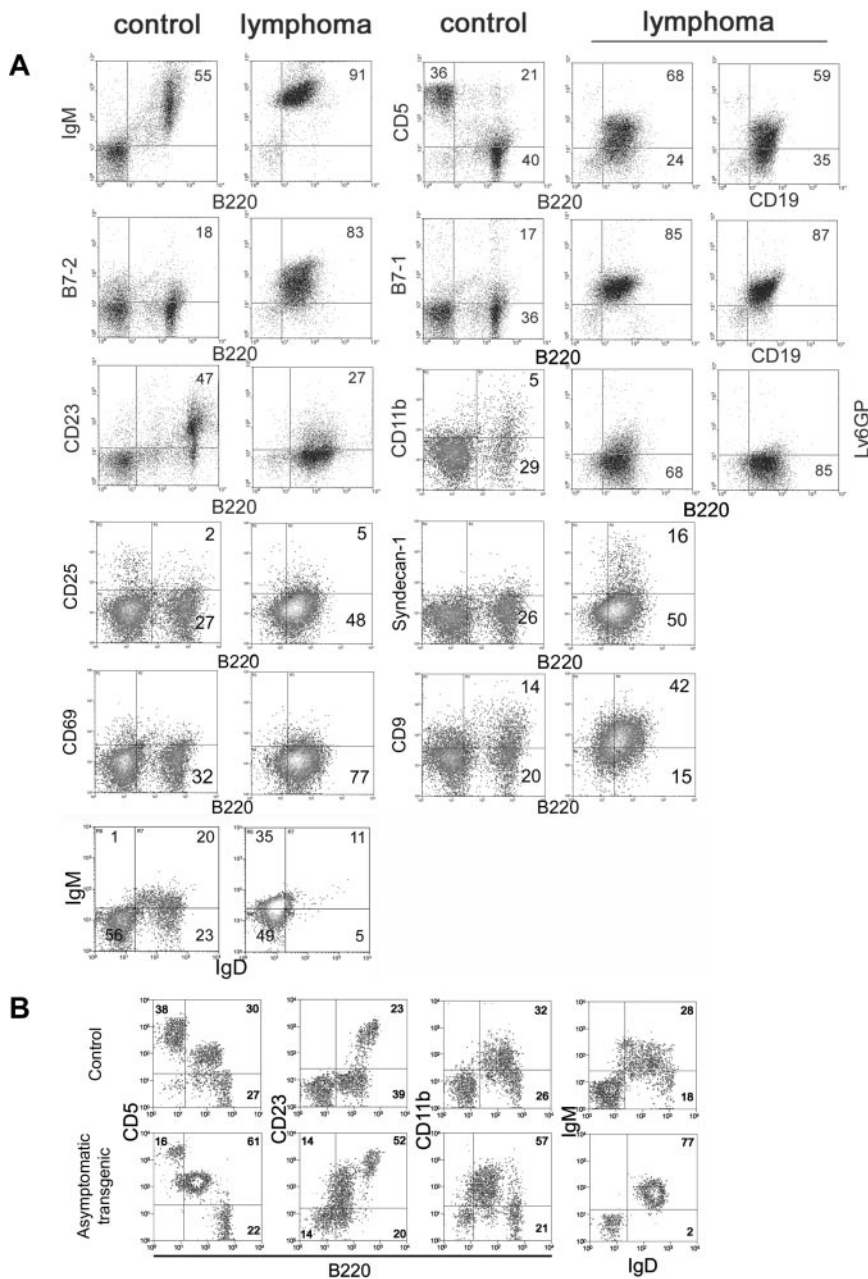 control lymphoma control lymphoma
A
IgM 55 91 CD5 36 21 40 68 24 59 35
B220 B220 CD19
B7-2 18 83 B7-1 17 36 85 87
B220 B220 CD19
CD23 47 27 CD11b 5 29 68 85 Ly6GP
B220 B220
CD25 2 27 5 48 Syndecan-1 26 16 50
B220 B220
CD69 32 77 CD9 14 20 42 15
B220 B220
IgM 1 20 56 23 35 11 49 5
IgD
B
Control CD5 38 30 27 CD23 23 39 CD11b 32 26 IgM 28 18
Asymptomatic
transgenic
16 61 22 14 52 14 20 57 21 77 2
B220 IgD